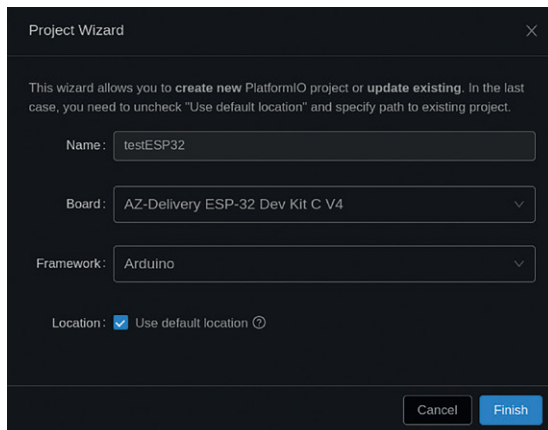 Project Wizard
This wizard allows you to create new PlatformIO project or update existing. In the last
case, you need to uncheck "Use default location" and specify path to existing project.
Name: testESP32
Board: AZ-Delivery ESP-32 Dev Kit C V4
Framework: Arduino
Location: Use default location
Cancel Finish